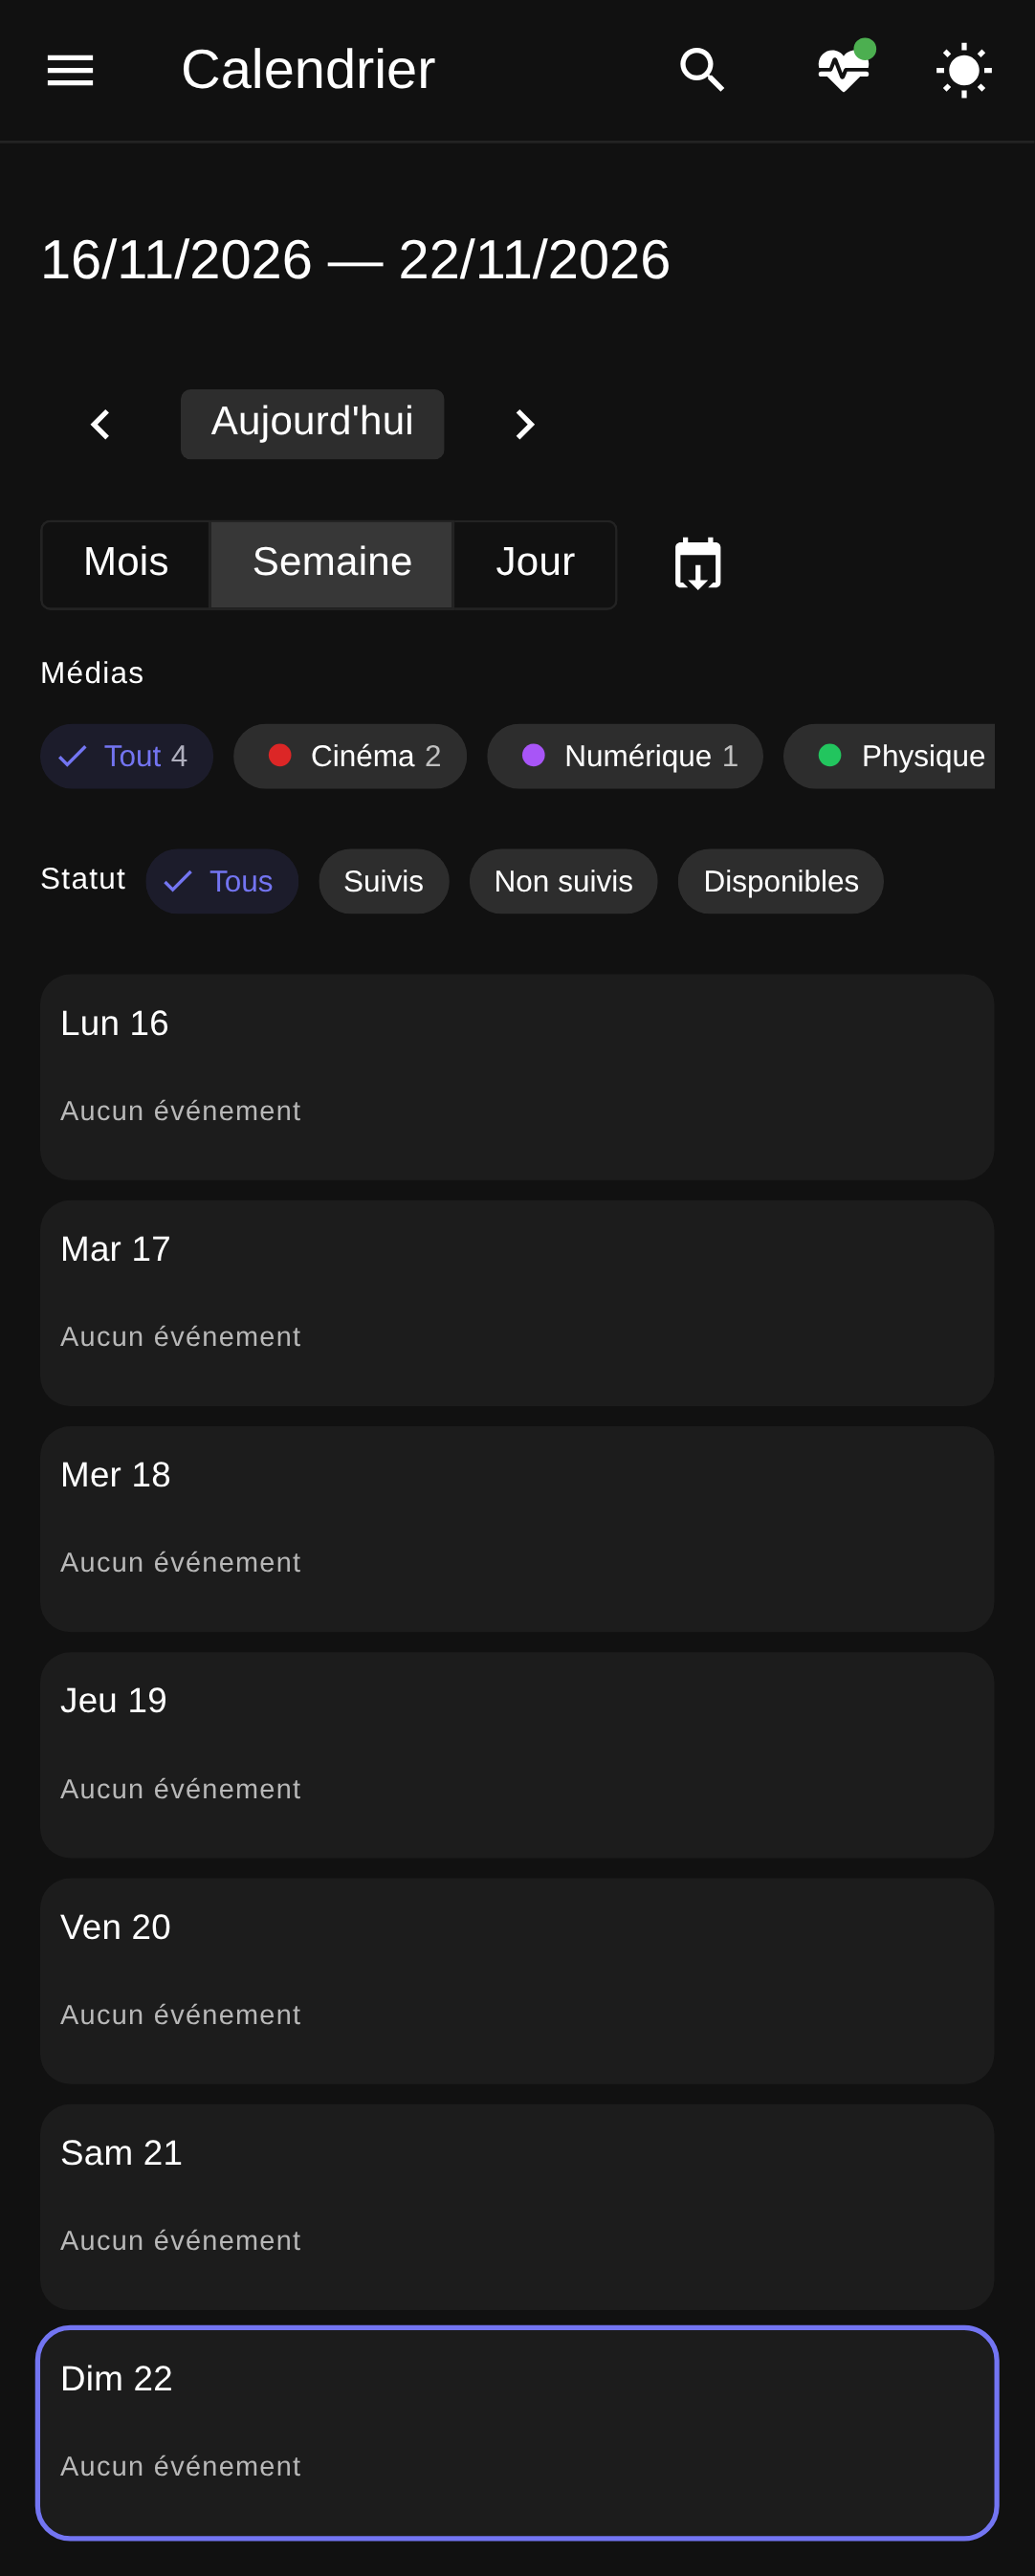 Calendrier
16/11/2026 — 22/11/2026
Aujourd'hui
Mois Semaine Jour
Médias
Tout 4 Cinéma 2 Numérique 1 Physique
Statut Tous Suivis Non suivis Disponibles
Lun 16
Aucun événement
Mar 17
Aucun événement
Mer 18
Aucun événement
Jeu 19
Aucun événement
Ven 20
Aucun événement
Sam 21
Aucun événement
Dim 22
Aucun événement